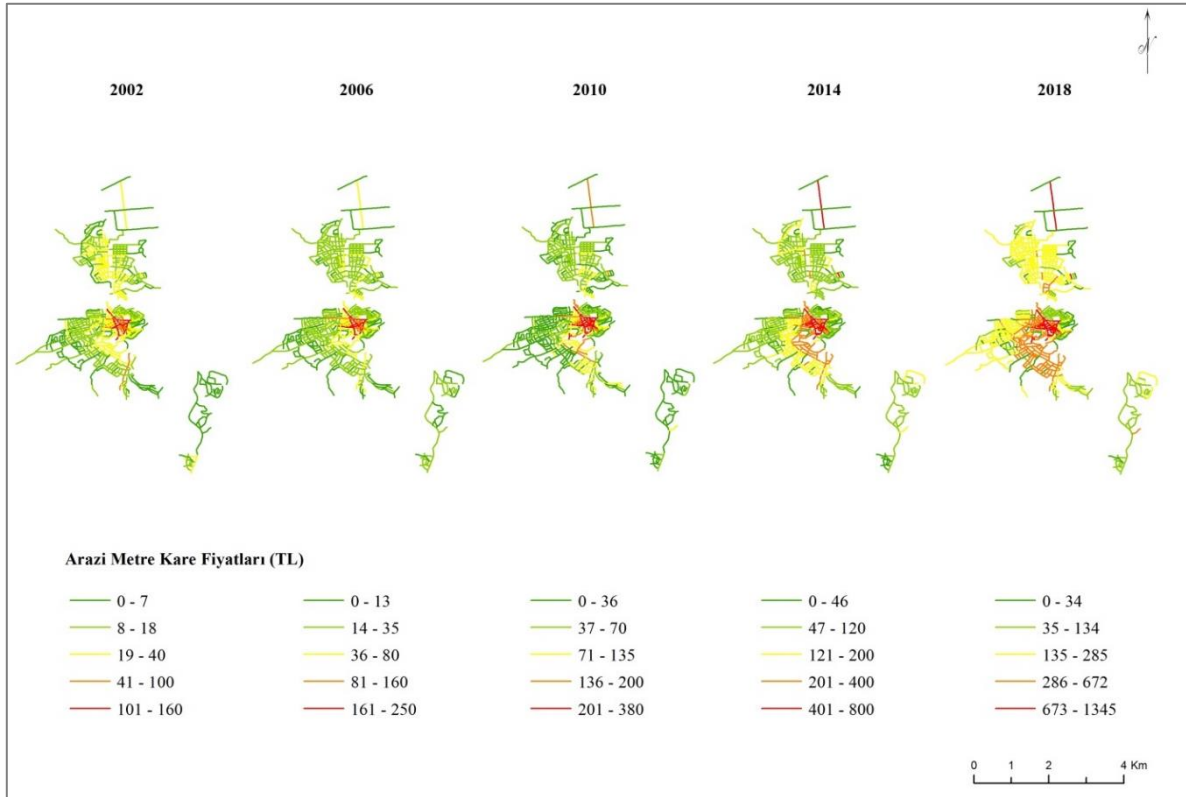 N
2002 2006 2010 2014 2018
Arazi Metre Kare Fiyatları (TL)
0 - 7 0 - 13 0 - 36 0 - 46 0 - 34
8 - 18 14 - 35 37 - 70 47 - 120 35 - 134
19 - 40 36 - 80 71 - 135 121 - 200 135 - 285
41 - 100 81 - 160 136 - 200 201 - 400 286 - 672
101 - 160 161 - 250 201 - 380 401 - 800 673 - 1345
0 1 2 4 Km